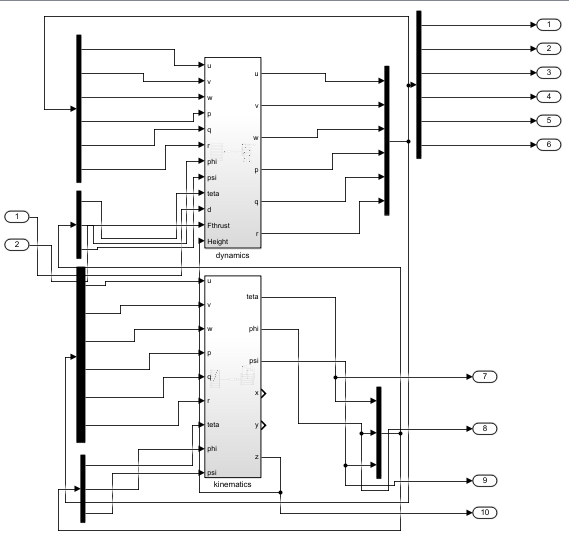 1
2
3
4
5
6
u
v
w
p
q
r
phi
psi
teta
d
Fthrust
Height
u
v
w
p
q
r
dynamics
1
2
u
v
w
p
q
r
teta
phi
psi
teta
phi
psi
x
y
z
kinematics
7
8
9
10